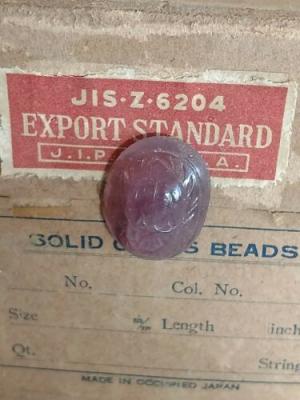 JIS-Z-6204
EXPORT STANDARD
J.I.P A.
SOLID BEADS
No. Col. No.
Size Length inch
Qt. String
MADE IN OCCUPIED JAPAN